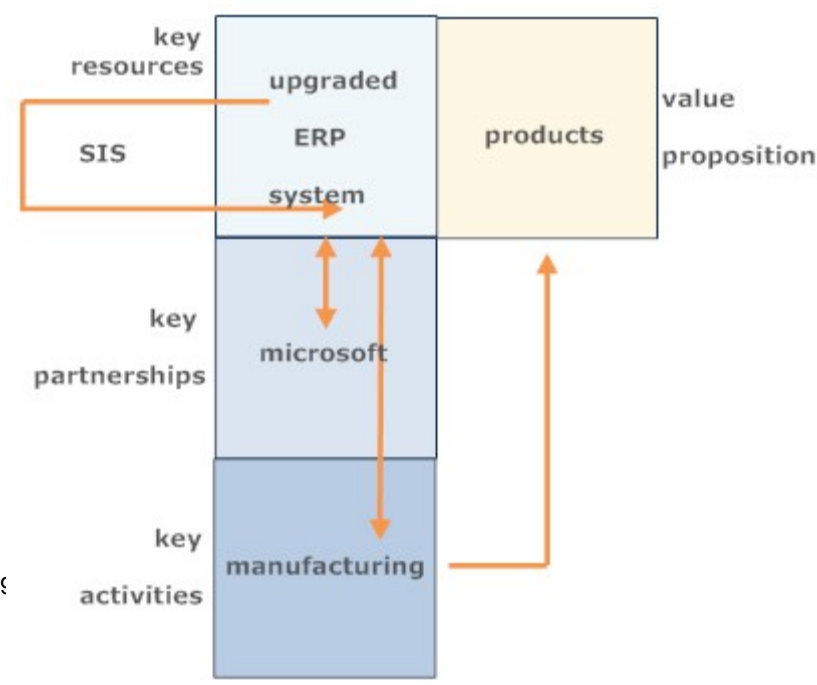 key
resources
upgraded
ERP
system
SIS
products
value
proposition
key
partnerships
microsoft
key
activities
manufacturing